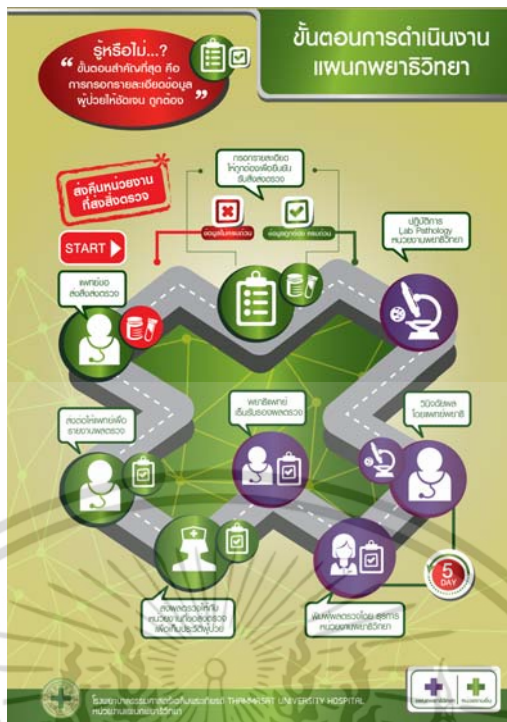 ขั้นตอนการดำเนินงาน
แผนกพยาธิวิทยา
รู้หรือไม่...?
“ ขั้นตอนสำคัญที่สุด คือ
การกรอกรายละเอียดข้อมูล
ผู้ป่วยให้ชัดเจน ถูกต้อง ”
กรอกรายละเอียด
ให้ถูกต้องเพื่อยืนยัน
รับสิ่งส่งตรวจ
ส่งคืนหน่วยงาน
ที่ส่งสิ่งตรวจ
ข้อมูลไม่ครบถ้วน
ข้อมูลถูกต้อง ครบถ้วน
START
ปฏิบัติการ
Lab Pathology
หน่วยงานพยาธิวิทยา
แพทย์ขอ
ส่งสิ่งส่งตรวจ
ส่งต่อให้แพทย์เพื่อ
รายงานผลตรวจ
พยาธิแพทย์
เซ็นรับรองผลตรวจ
วินิจฉัยผล
โดยแพทย์พยาธิ
5
DAY
ส่งผลตรวจให้กับ
หน่วยงานที่ขอส่งตรวจ
เพื่อเก็บประวัติผู้ป่วย
พิมพ์ผลตรวจโดย ธุรการ
หน่วยงานพยาธิวิทยา
โรงพยาบาลธรรมศาสตร์เฉลิมพระเกียรติ THAMMASAT UNIVERSITY HOSPITAL
หน่วยงานแผนกพยาธิวิทยา